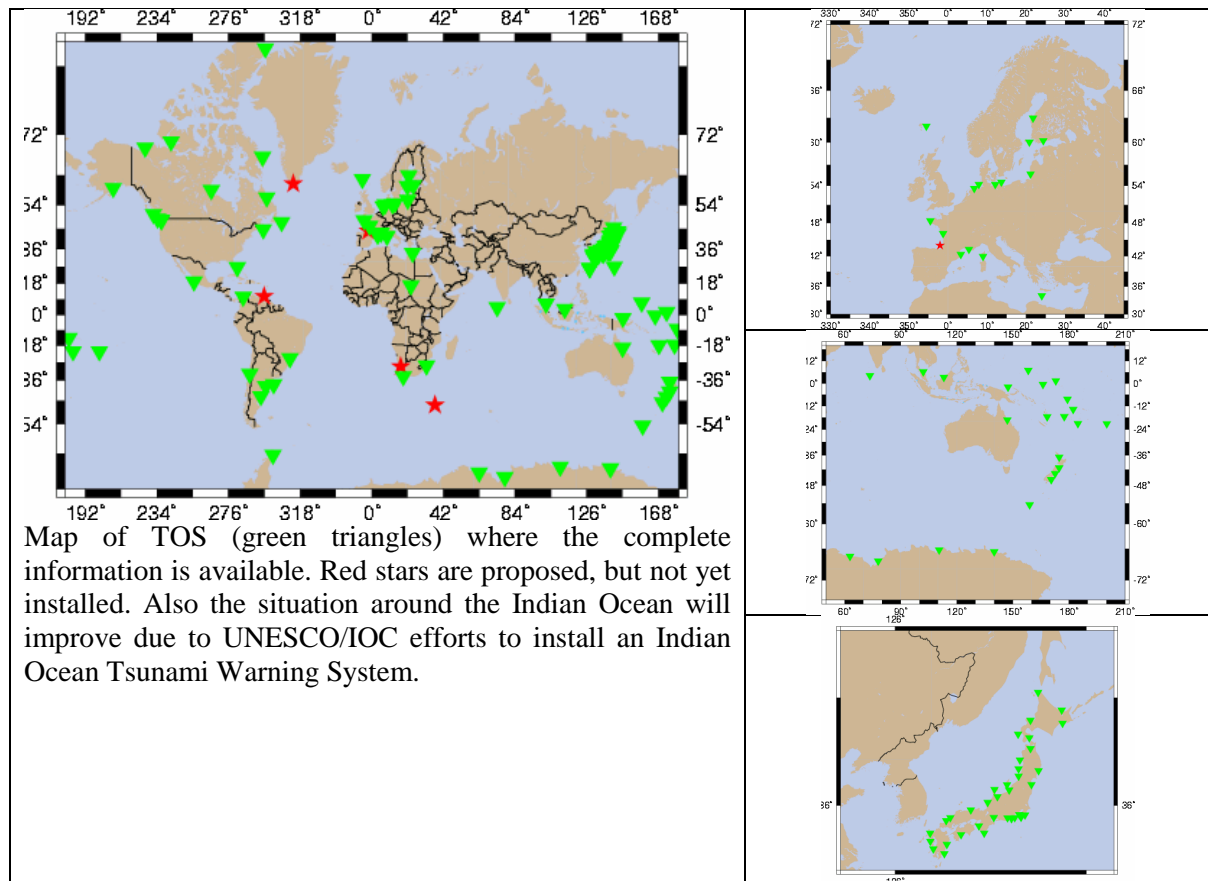 192° 234° 276° 318° 0° 42° 84° 126° 168°
72° 72°
54° 54°
36° 36°
18° 18°
0° 0°
-18° -18°
-36° -36°
-54° -54°
192° 234° 276° 318° 0° 42° 84° 126° 168°
Map of TOS (green triangles) where the complete
information is available. Red stars are proposed, but not yet
installed. Also the situation around the Indian Ocean will
improve due to UNESCO/IOC efforts to install an Indian
Ocean Tsunami Warning System.
330° 340° 350° 0° 10° 20° 30° 40°
72° 72°
66°
60° 60°
54° 54°
48°
42° 42°
36° 36°
30° 30°
330° 340° 350° 0° 10° 20° 30° 40°
60° 90° 120° 150° 180° 210°
12° 12°
0° 0°
-12° -12°
-24° -24°
-36° -36°
-48° -48°
-60°
-72° -72°
60° 90° 120° 150° 180° 210°
126°
36° 36°
126°